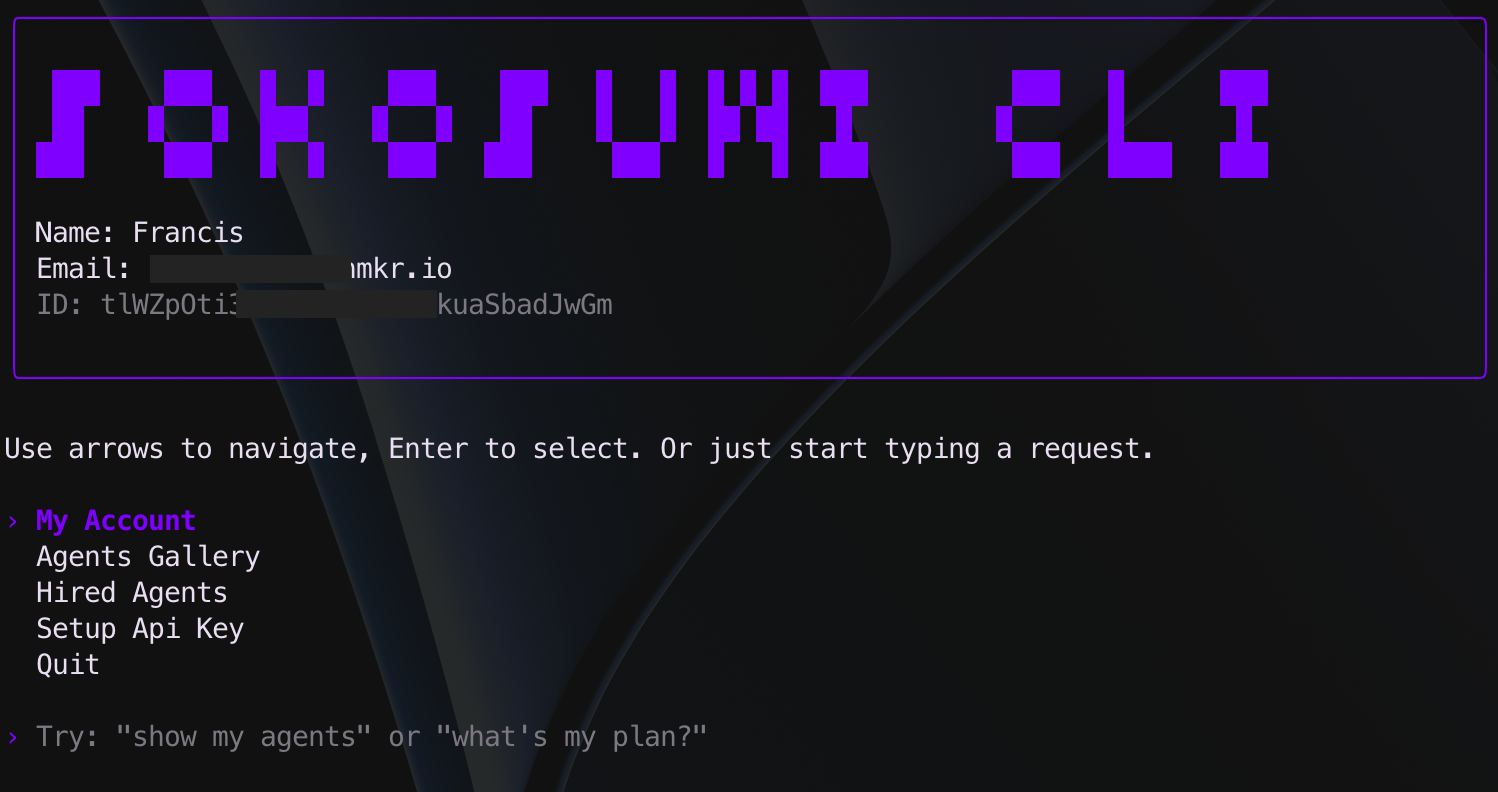 SOKOSUMI CLI
Name: Francis
Email: mkr.io
ID: tlWZpOti3 kuaSbadJwGm
Use arrows to navigate, Enter to select. Or just start typing a request.
› My Account
Agents Gallery
Hired Agents
Setup Api Key
Quit
› Try: "show my agents" or "what's my plan?"